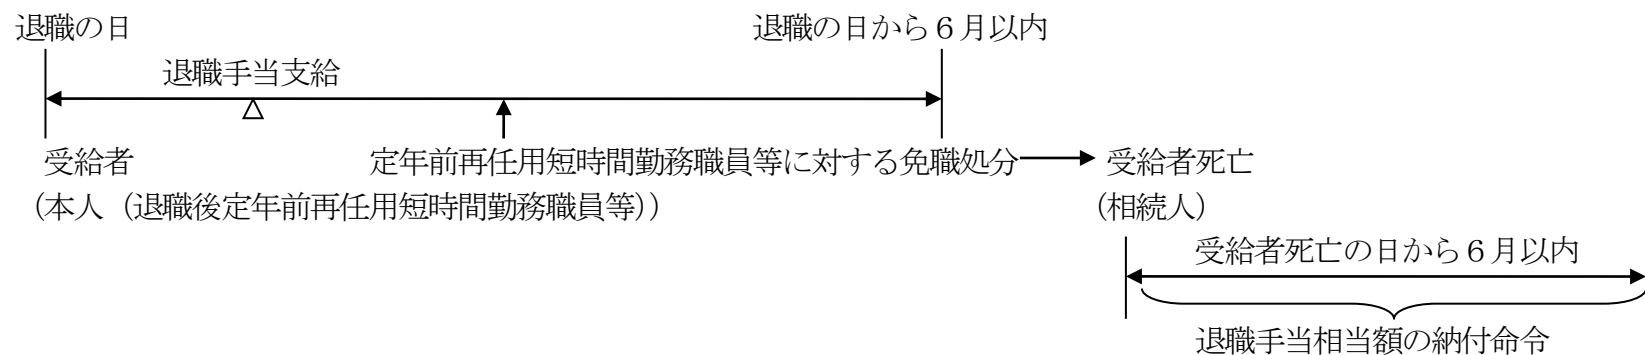 退職の日 退職の日から6月以内
退職手当支給
受給者 定年前再任用短時間勤務職員等に対する免職処分 受給者死亡
(本人(退職後定年前再任用短時間勤務職員等)) (相続人)
受給者死亡の日から6月以内
退職手当相当額の納付命令